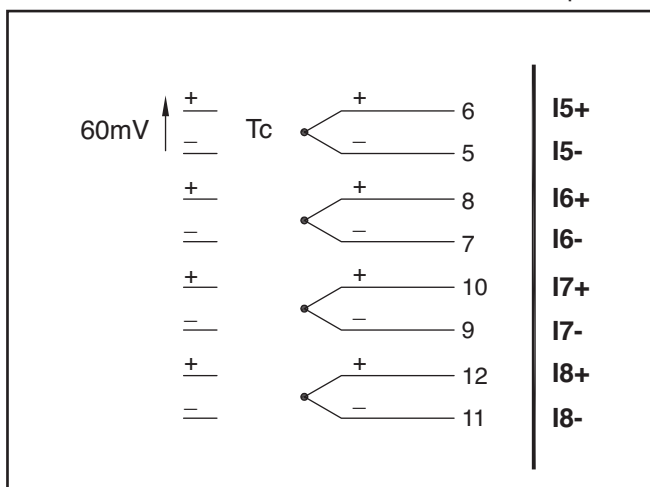 + + 6 I5+
60mV Tc
– – 5 I5-
+ + 8 I6+
– – 7 I6-
+ + 10 I7+
– – 9 I7-
+ + 12 I8+
– – 11 I8-